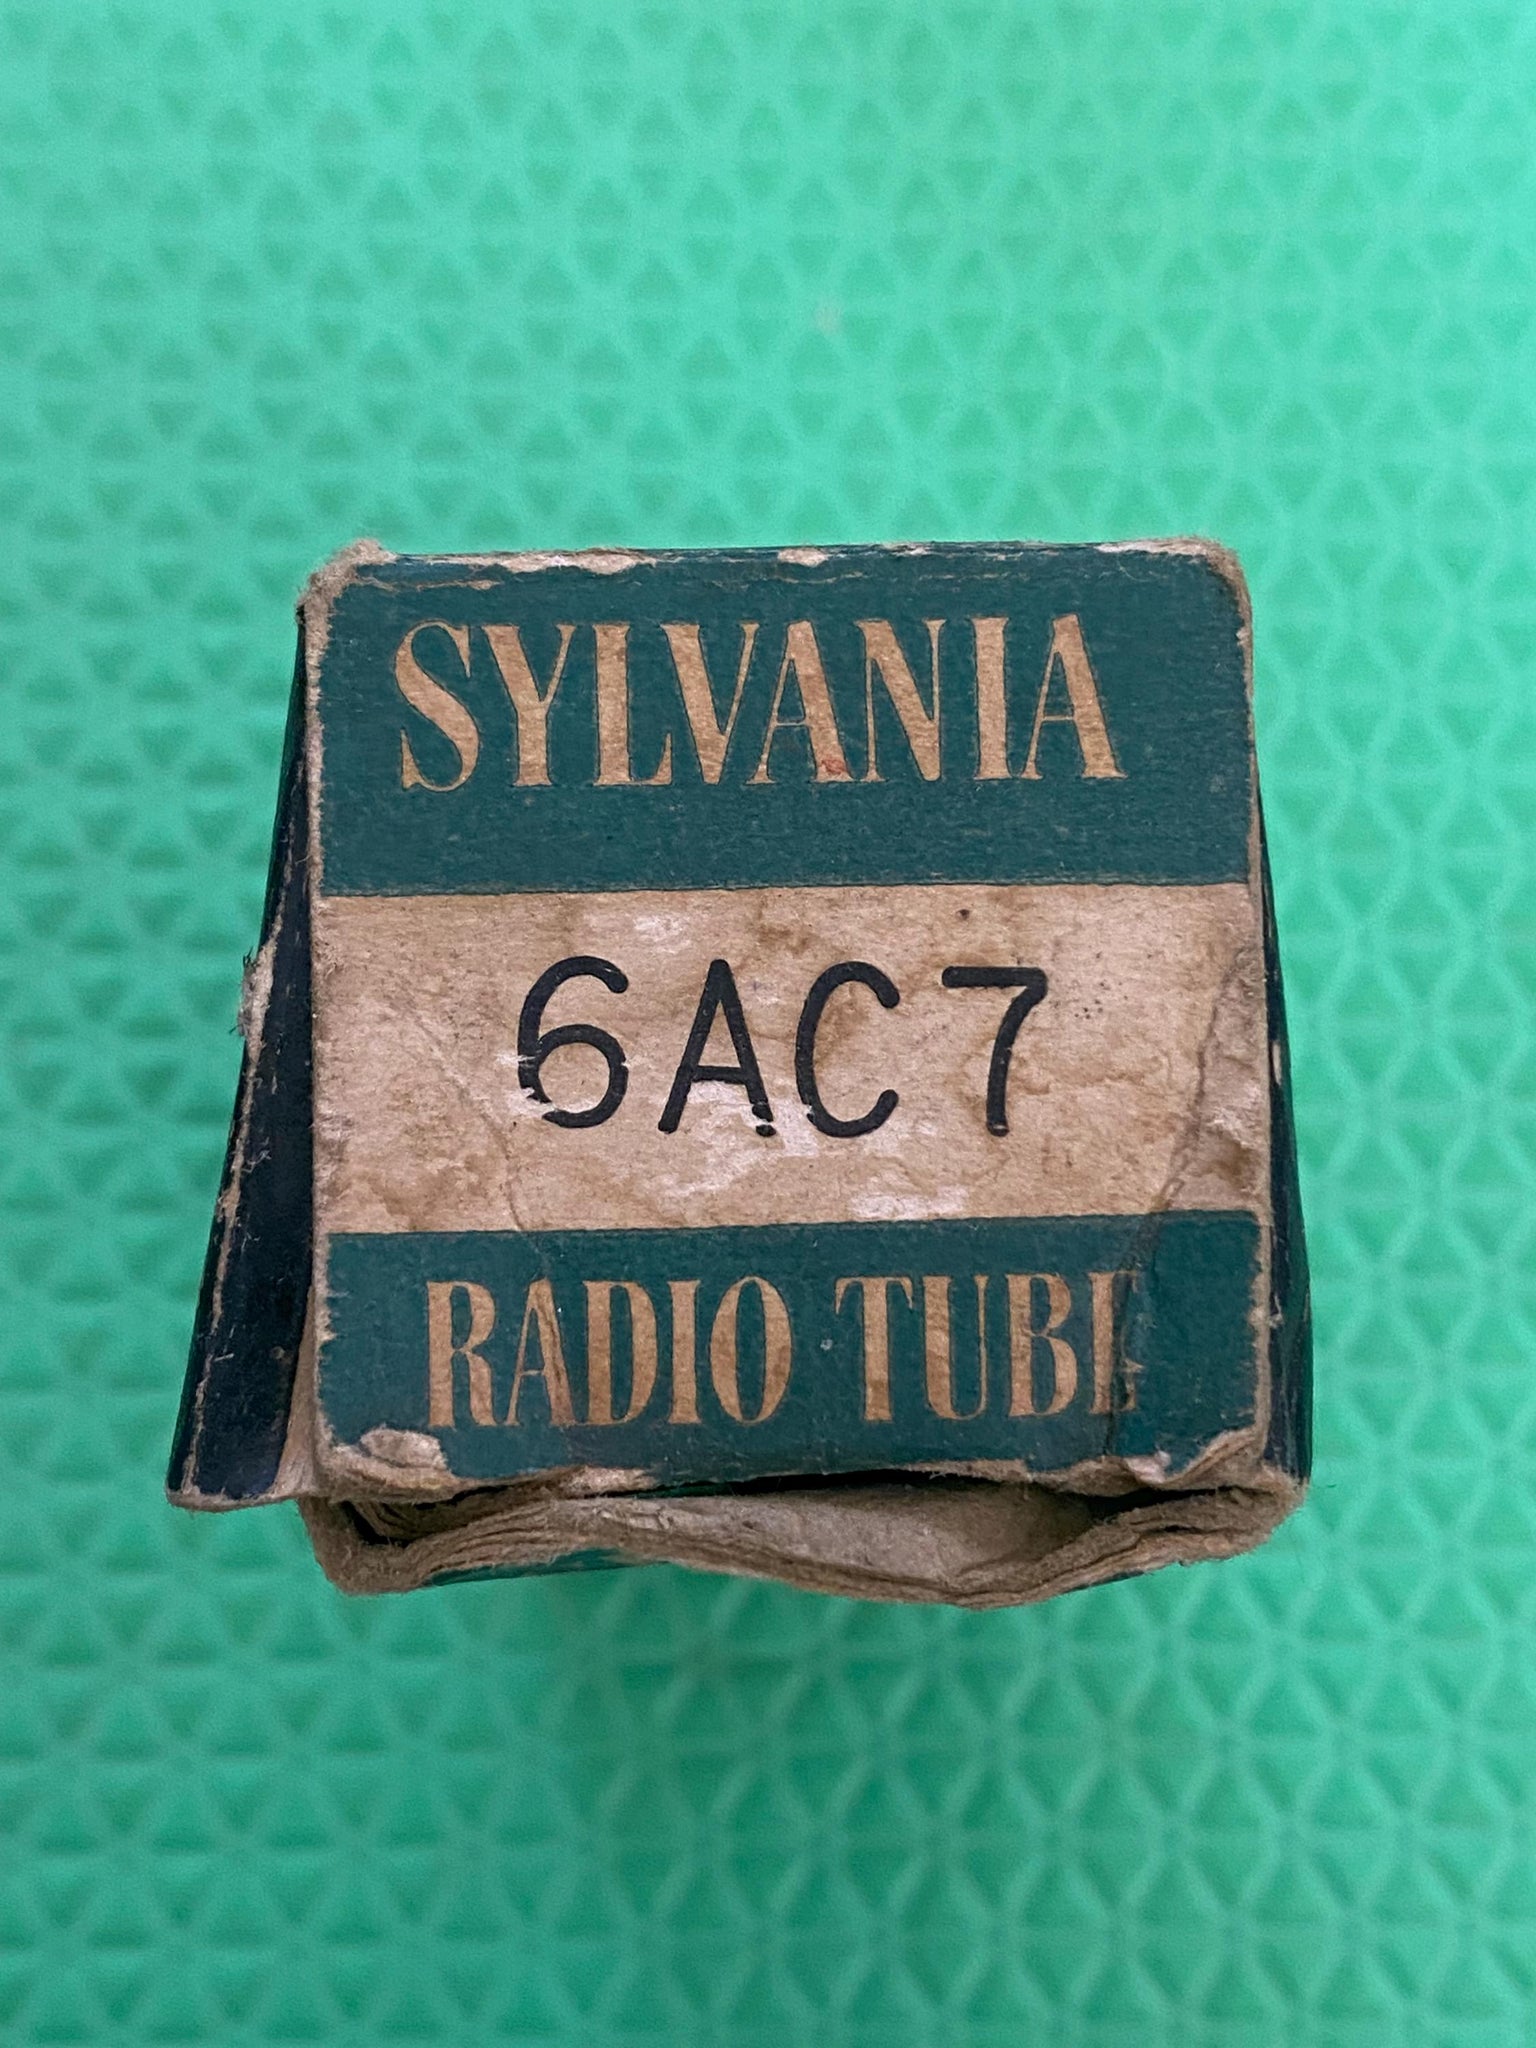 SYLVANIA
6AC7
RADIO TUBE